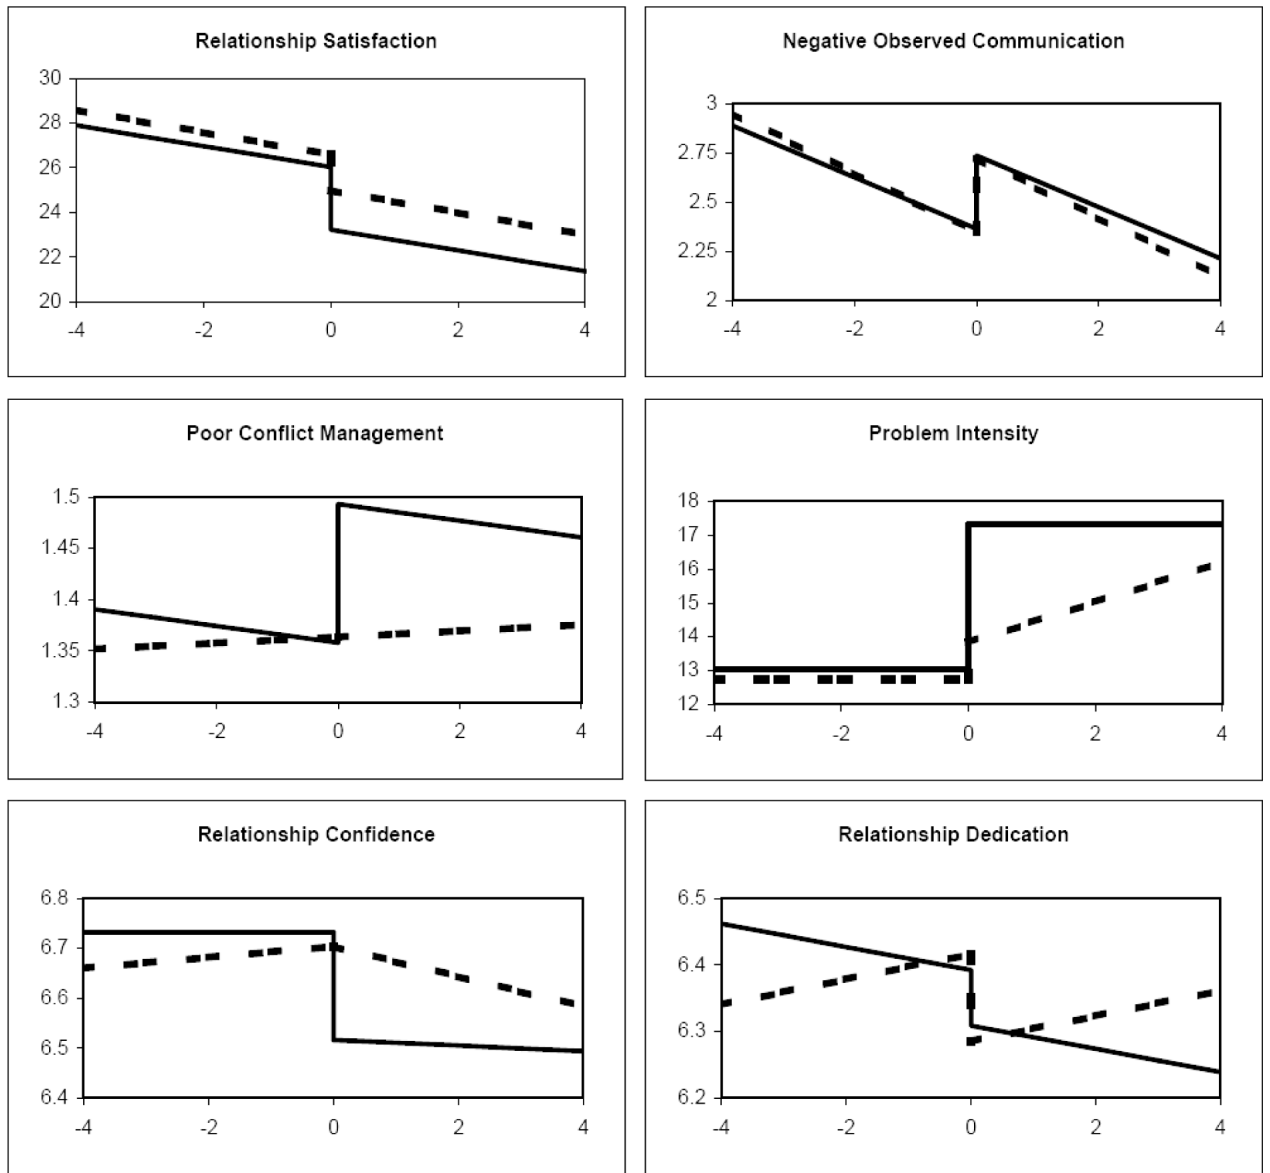 Relationship Satisfaction
30
28
26
24
22
20
-4 -2 0 2 4
Negative Observed Communication
3
2.75
2.5
2.25
2
-4 -2 0 2 4
Poor Conflict Management
1.5
1.45
1.4
1.35
1.3
-4 -2 0 2 4
Problem Intensity
18
17
16
15
14
13
12
-4 -2 0 2 4
Relationship Confidence
6.8
6.7
6.6
6.5
6.4
-4 -2 0 2 4
Relationship Dedication
6.5
6.4
6.3
6.2
-4 -2 0 2 4